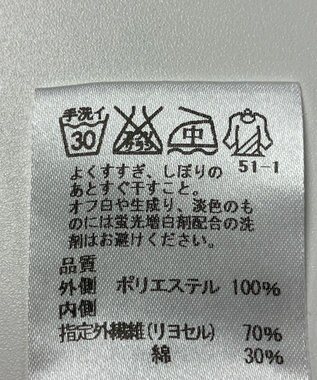 手洗イ
30 中
51-1
よくすすぎ、しぼりの
あとすぐ干すこと。
オフ白や生成り、淡色のも
のには蛍光増白剤配合の洗
剤はお避けください。
品質
外側 ポリエステル 100%
内側
指定外繊維(リヨセル) 70%
綿 30%